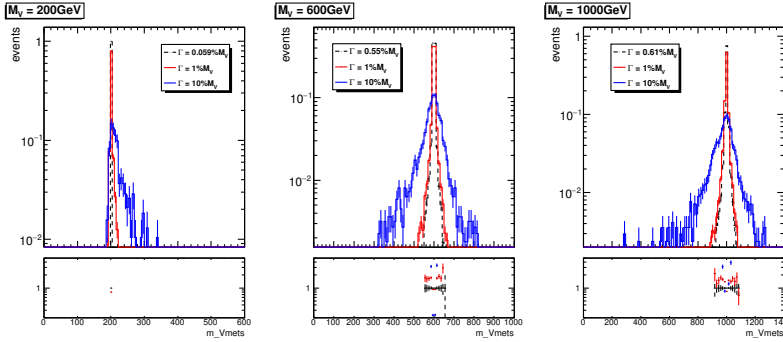 M_V = 200GeV
events
Γ = 0.059%M_V
Γ = 1%M_V
Γ = 10%M_V
1
10⁻¹
10⁻²
1
0 100 200 300 400 500 600
m_Vmets
M_V = 600GeV
events
Γ = 0.55%M_V
Γ = 1%M_V
Γ = 10%M_V
10⁻¹
10⁻²
1
0 100 200 300 400 500 600 700 800 900 1000
m_Vmets
M_V = 1000GeV
events
Γ = 0.61%M_V
Γ = 1%M_V
Γ = 10%M_V
1
10⁻¹
10⁻²
1
0 200 400 600 800 1000 1200
m_Vmets